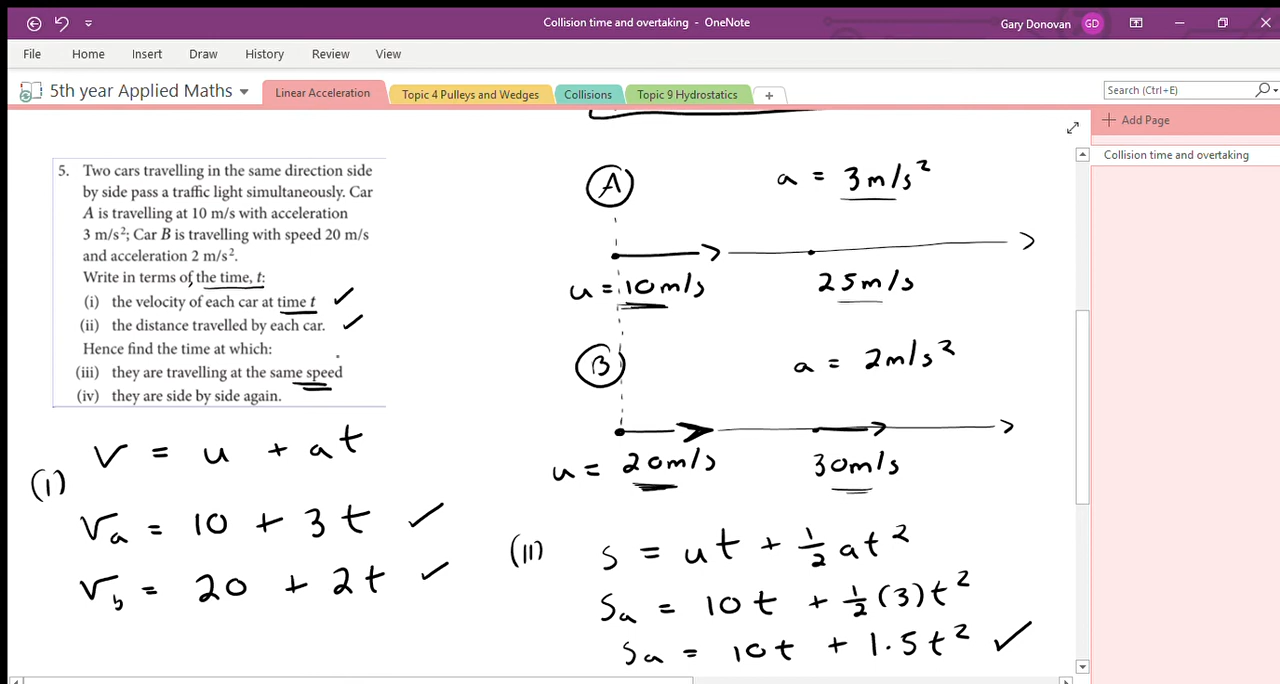 Collision time and overtaking - OneNote
Gary Donovan GD
File Home Insert Draw History Review View
5th year Applied Maths
Linear Acceleration
Topic 4 Pulleys and Wedges
Collisions
Topic 9 Hydrostatics
+
Search (Ctrl+E)
+ Add Page
Collision time and overtaking
5. Two cars travelling in the same direction side
by side pass a traffic light simultaneously. Car
A is travelling at 10 m/s with acceleration
3 m/s²; Car B is travelling with speed 20 m/s
and acceleration 2 m/s².
Write in terms of the time, t:
(i) the velocity of each car at time t ✓
(ii) the distance travelled by each car. ✓
Hence find the time at which:
(iii) they are travelling at the same speed
(iv) they are side by side again.
(i)
v = u + at
va = 10 + 3t ✓
vb = 20 + 2t ✓
A
a = 3m/s²
u = 10m/s
25m/s
B
a = 2m/s²
u = 20m/s
30m/s
(ii) s = ut + ½at²
sa = 10t + ½(3)t²
sa = 10t + 1.5t² ✓